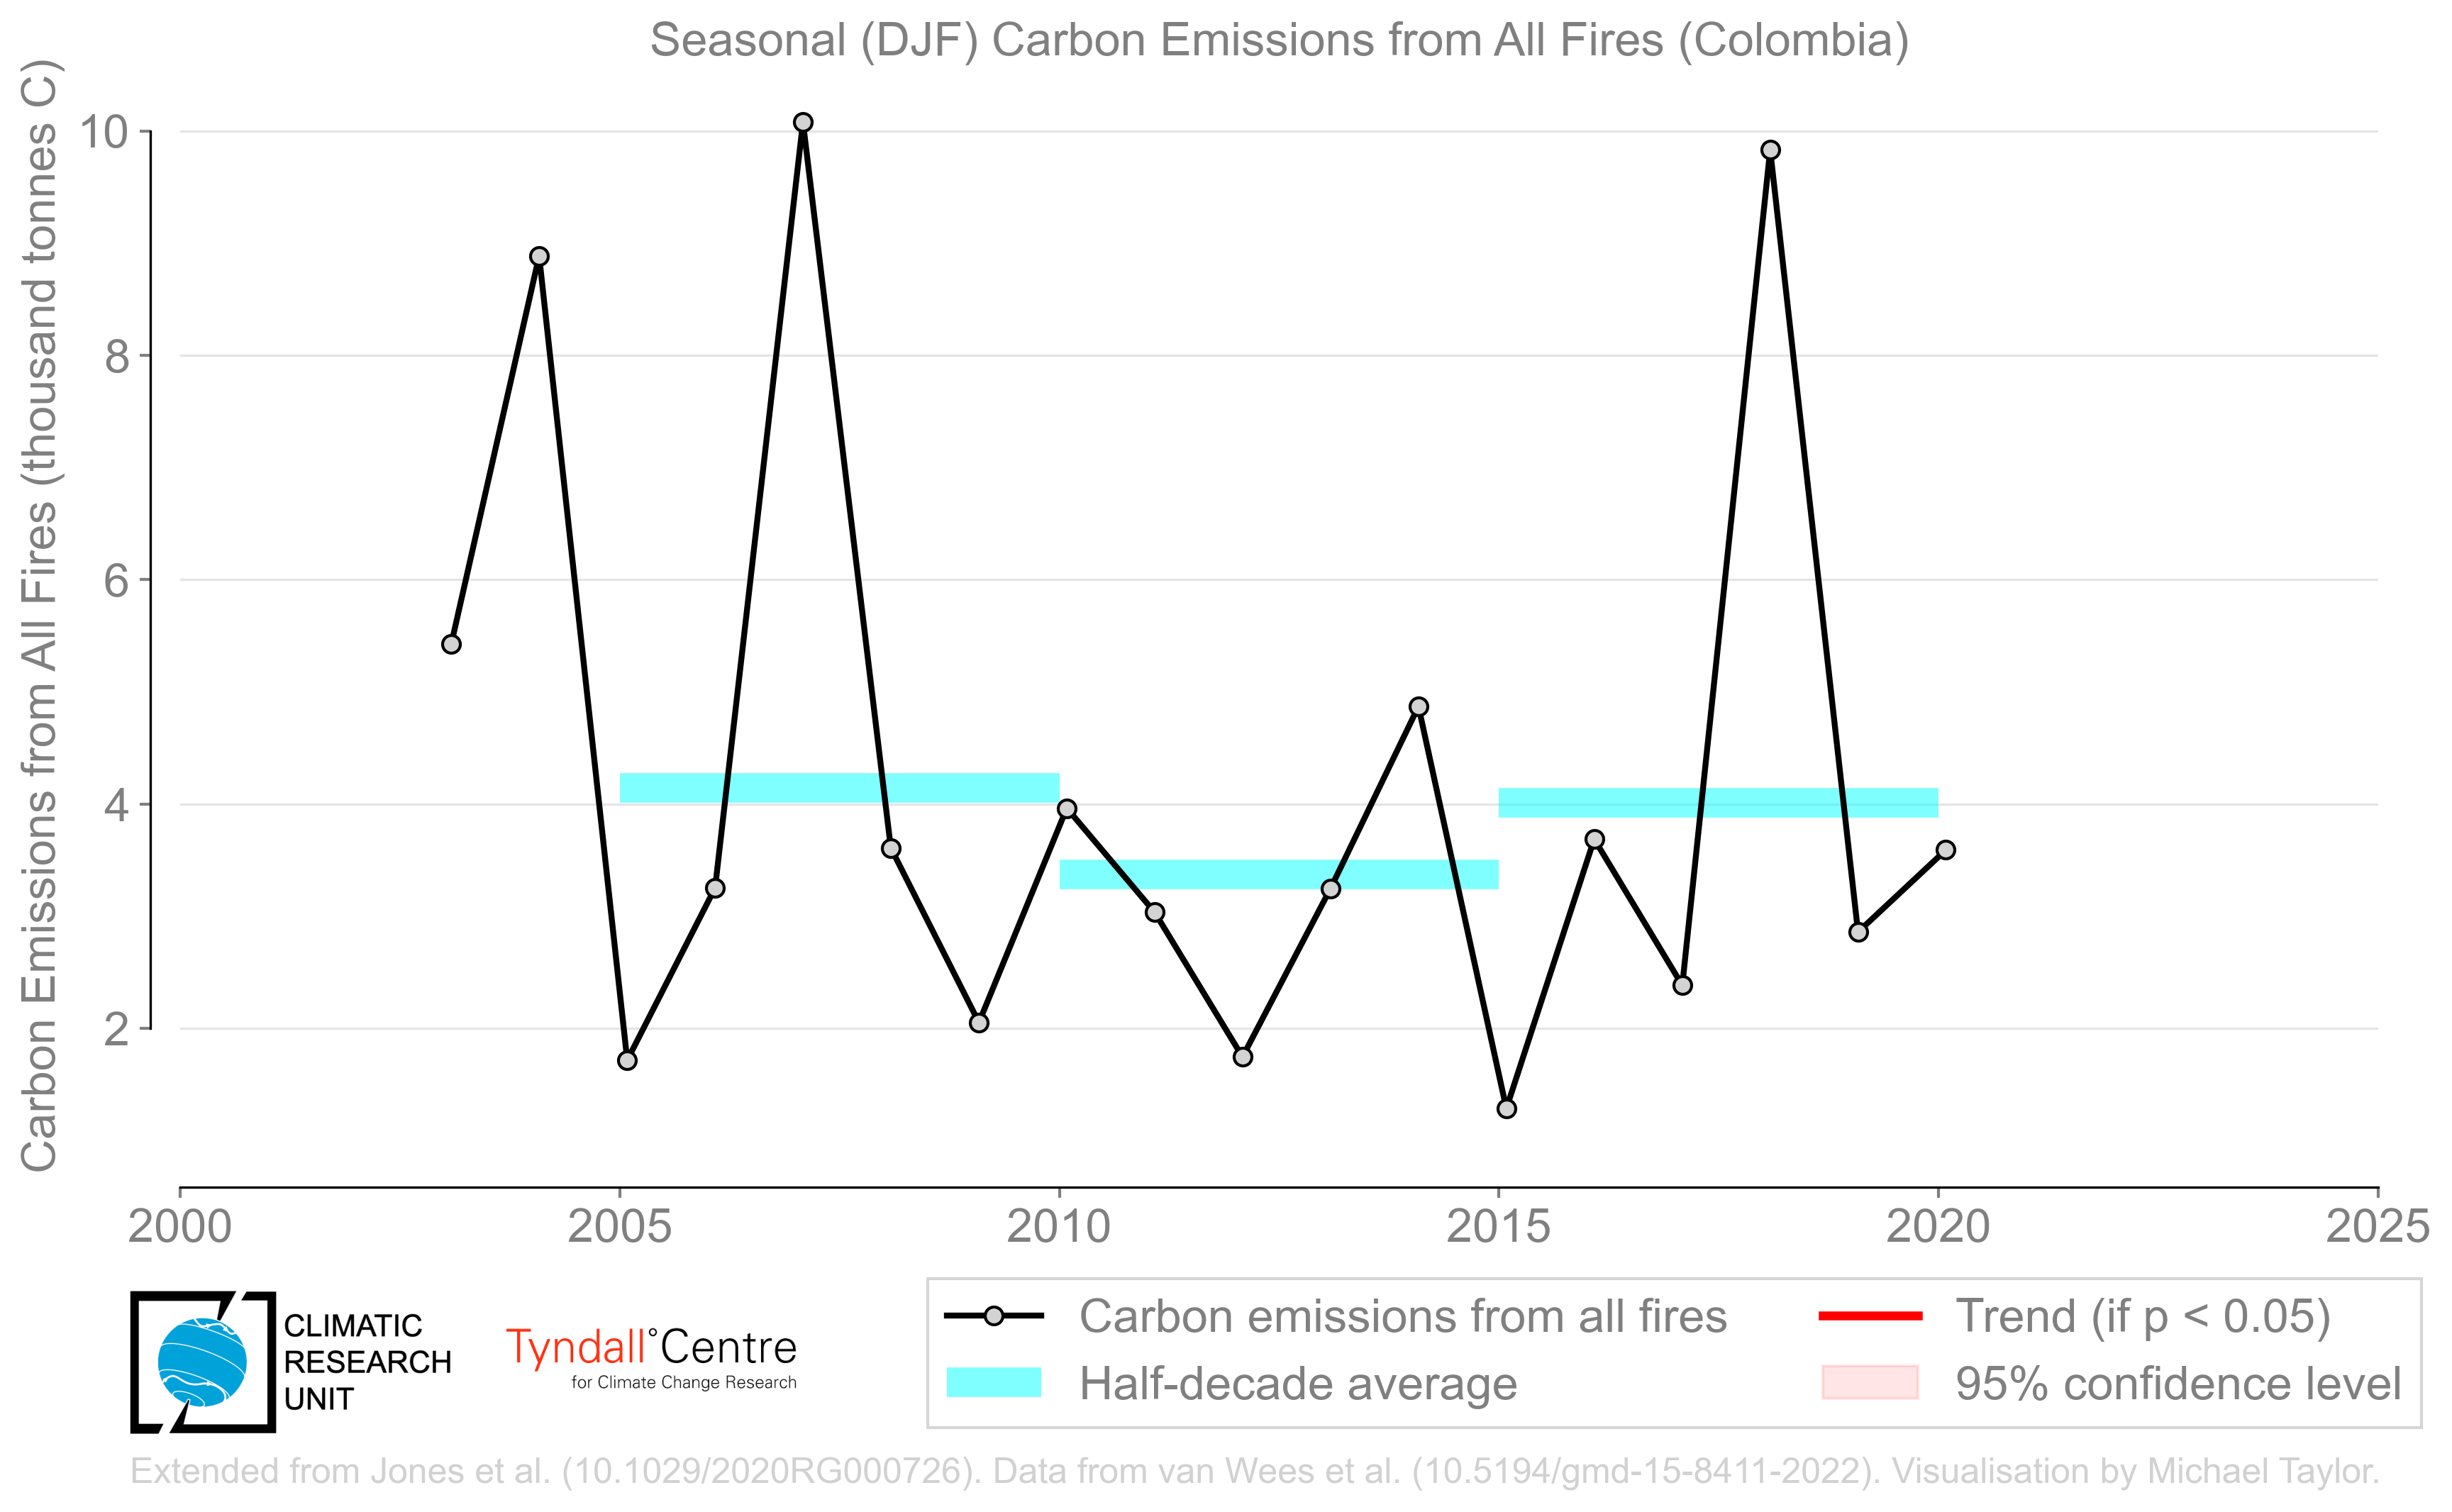 Seasonal (DJF) Carbon Emissions from All Fires (Colombia)
Carbon Emissions from All Fires (thousand tonnes C)
10
8
6
4
2
2000 2005 2010 2015 2020 2025
CLIMATIC
RESEARCH
UNIT
Tyndall°Centre
for Climate Change Research
Carbon emissions from all fires
Trend (if p < 0.05)
Half-decade average
95% confidence level
Extended from Jones et al. (10.1029/2020RG000726). Data from van Wees et al. (10.5194/gmd-15-8411-2022). Visualisation by Michael Taylor.